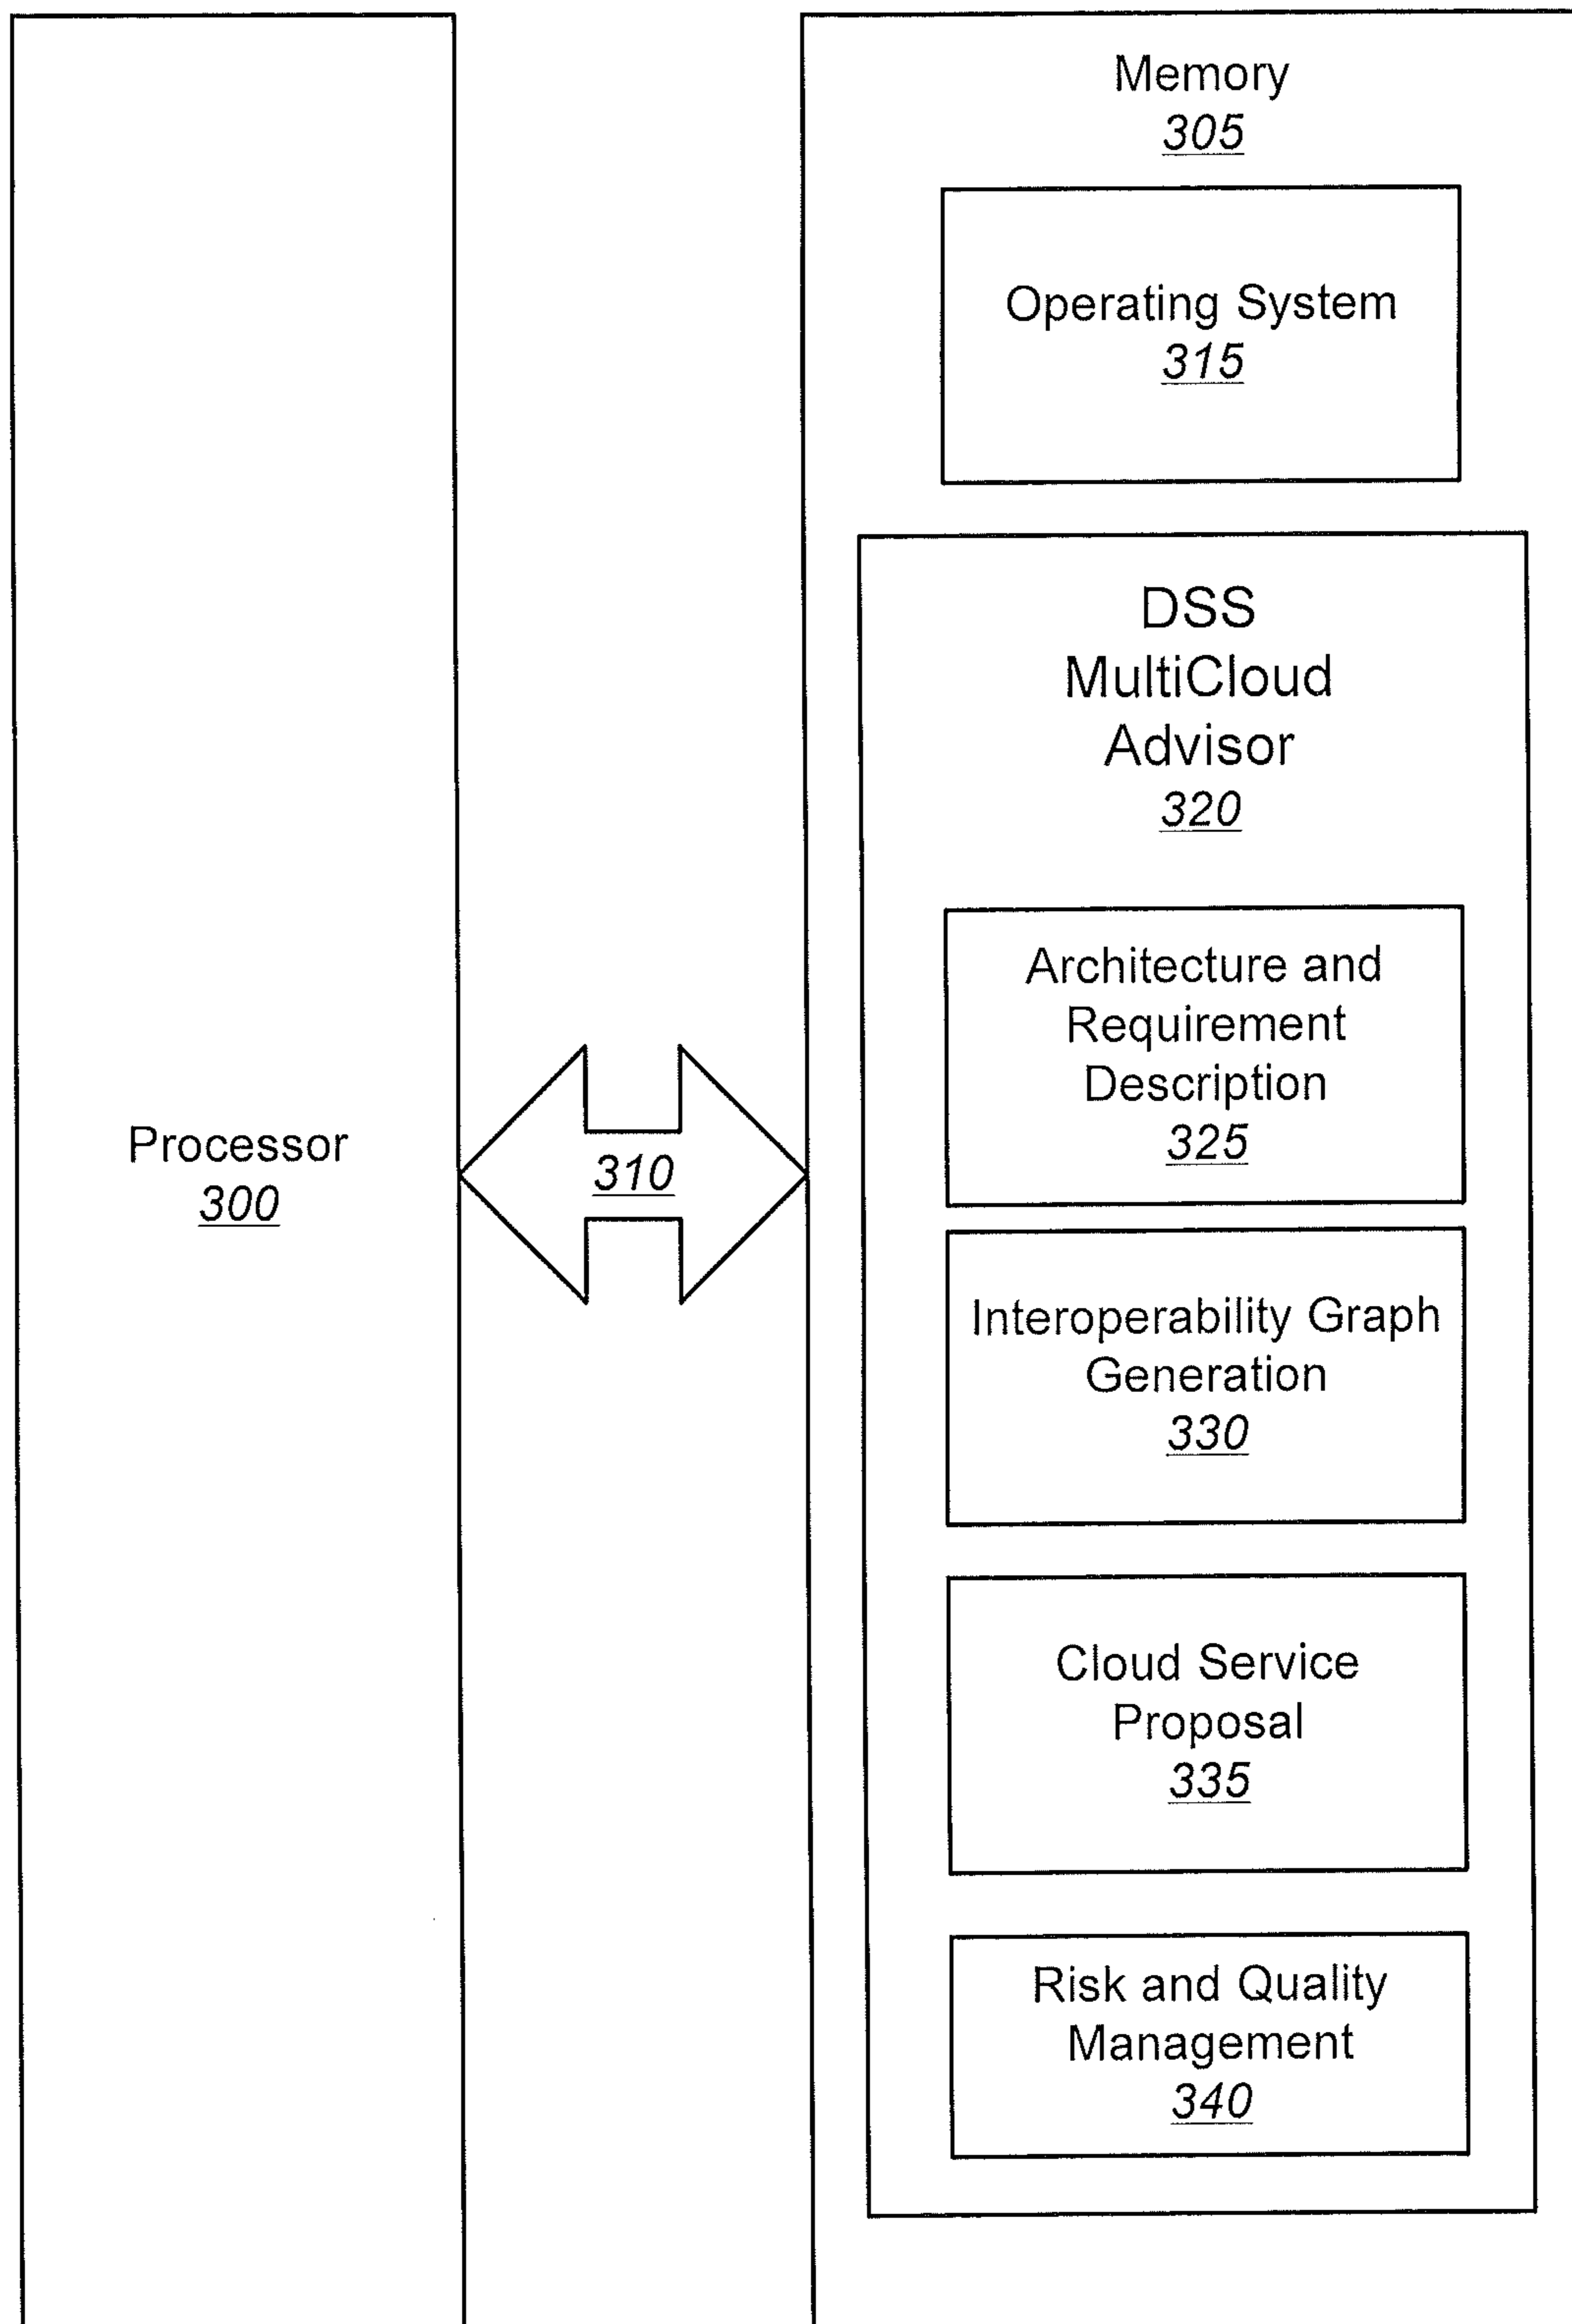 Memory
305
Operating System
315
DSS
MultiCloud
Advisor
320
Architecture and
Requirement
Description
325
Processor
300
310
Interoperability Graph
Generation
330
Cloud Service
Proposal
335
Risk and Quality
Management
340